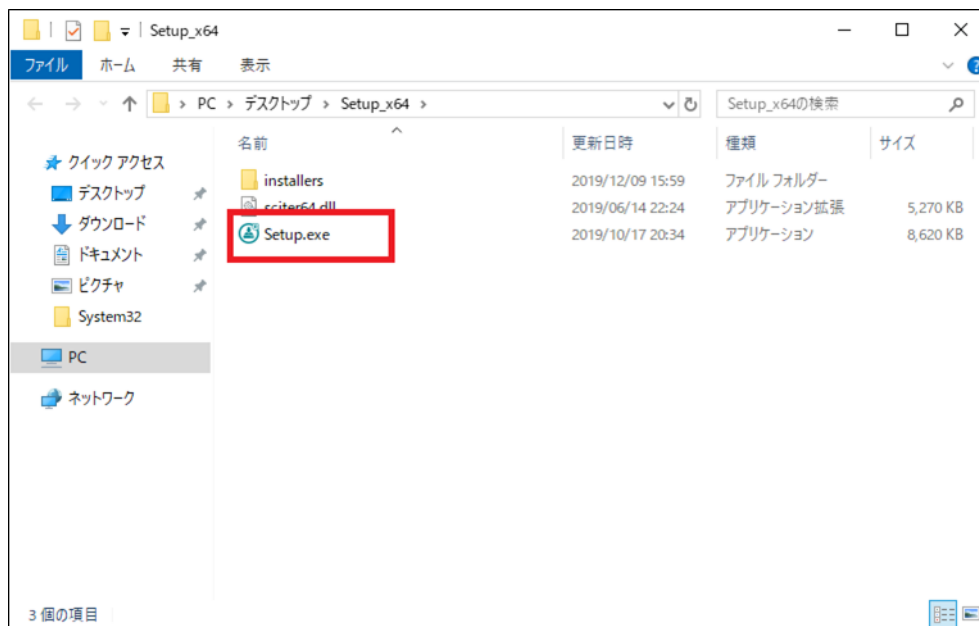 Setup_x64
ファイル ホーム 共有 表示
PC > デスクトップ > Setup_x64 >
Setup_x64の検索
名前 更新日時 種類 サイズ
クイック アクセス
デスクトップ
ダウンロード
ドキュメント
ピクチャ
System32
PC
ネットワーク
installers 2019/12/09 15:59 ファイル フォルダー
sciter64.dll 2019/06/14 22:24 アプリケーション拡張 5,270 KB
Setup.exe 2019/10/17 20:34 アプリケーション 8,620 KB
3 個の項目